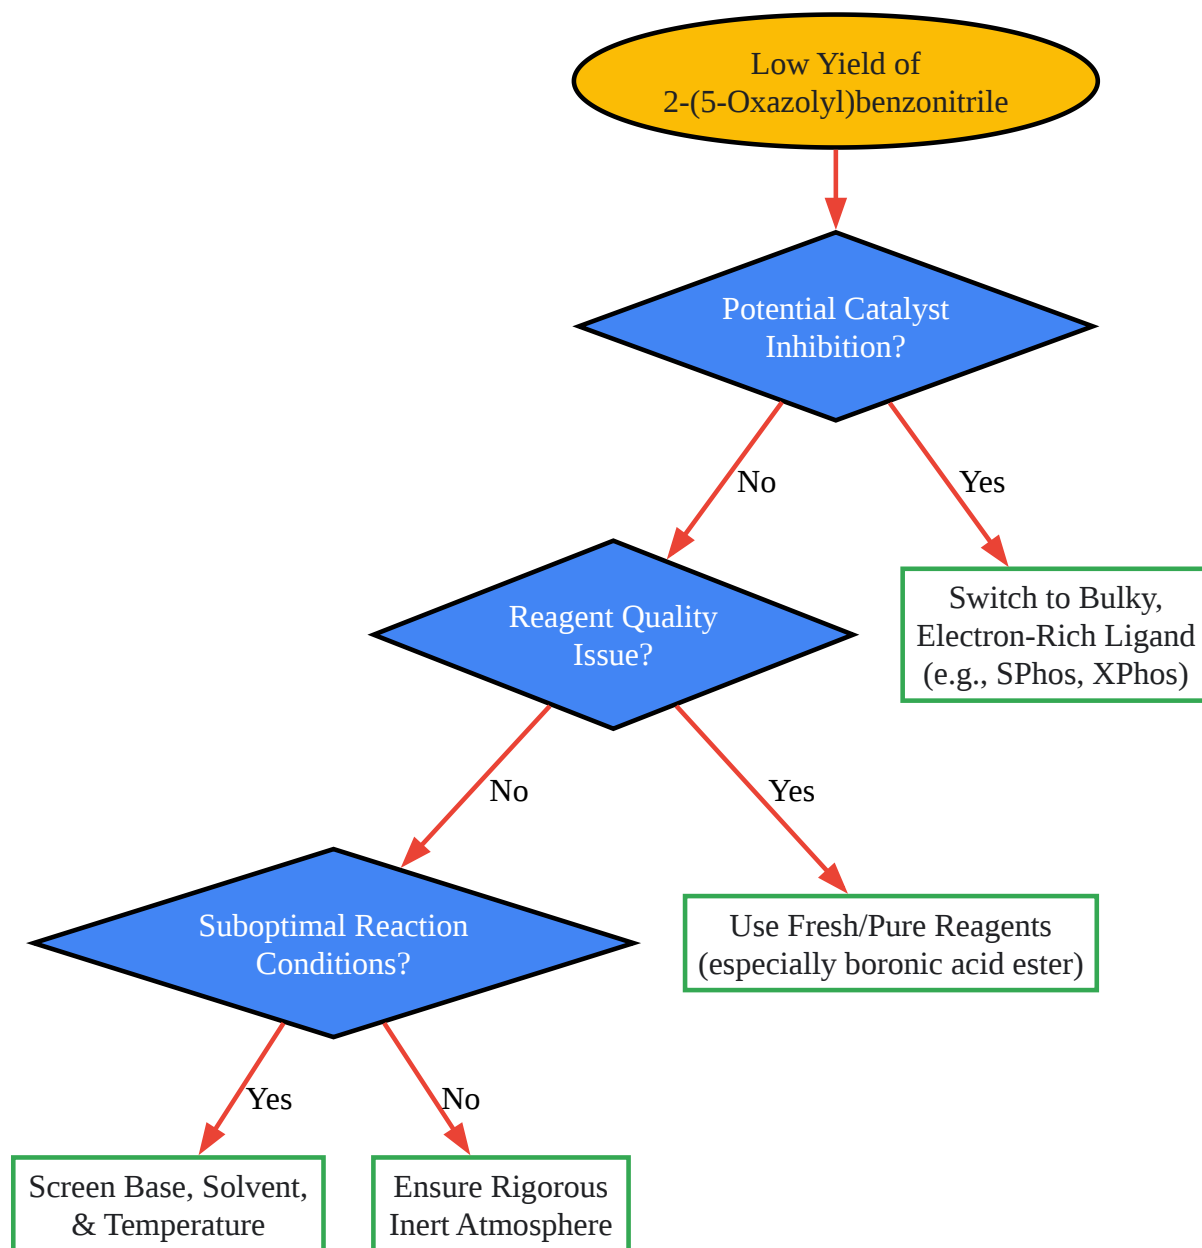 Low Yield of
2-(5-Oxazolyl)benzonitrile
Potential Catalyst
Inhibition?
No
Yes
Reagent Quality
Issue?
Switch to Bulky,
Electron-Rich Ligand
(e.g., SPhos, XPhos)
No
Yes
Suboptimal Reaction
Conditions?
Use Fresh/Pure Reagents
(especially boronic acid ester)
Yes
No
Screen Base, Solvent,
& Temperature
Ensure Rigorous
Inert Atmosphere